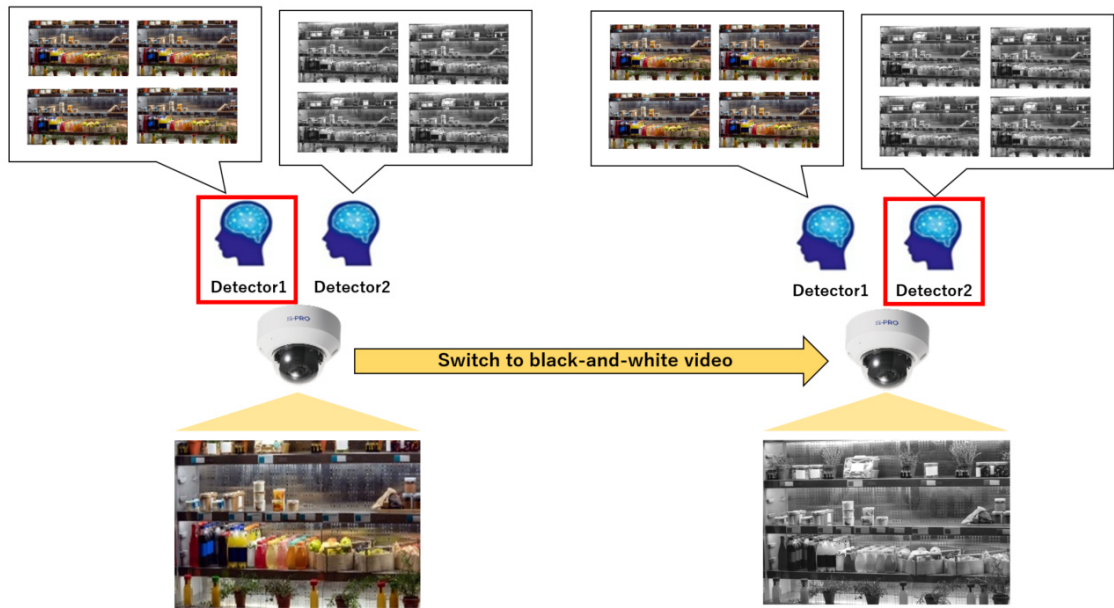 Detector1
Detector2
Detector1
Detector2
i-PRO
Switch to black-and-white video
i-PRO